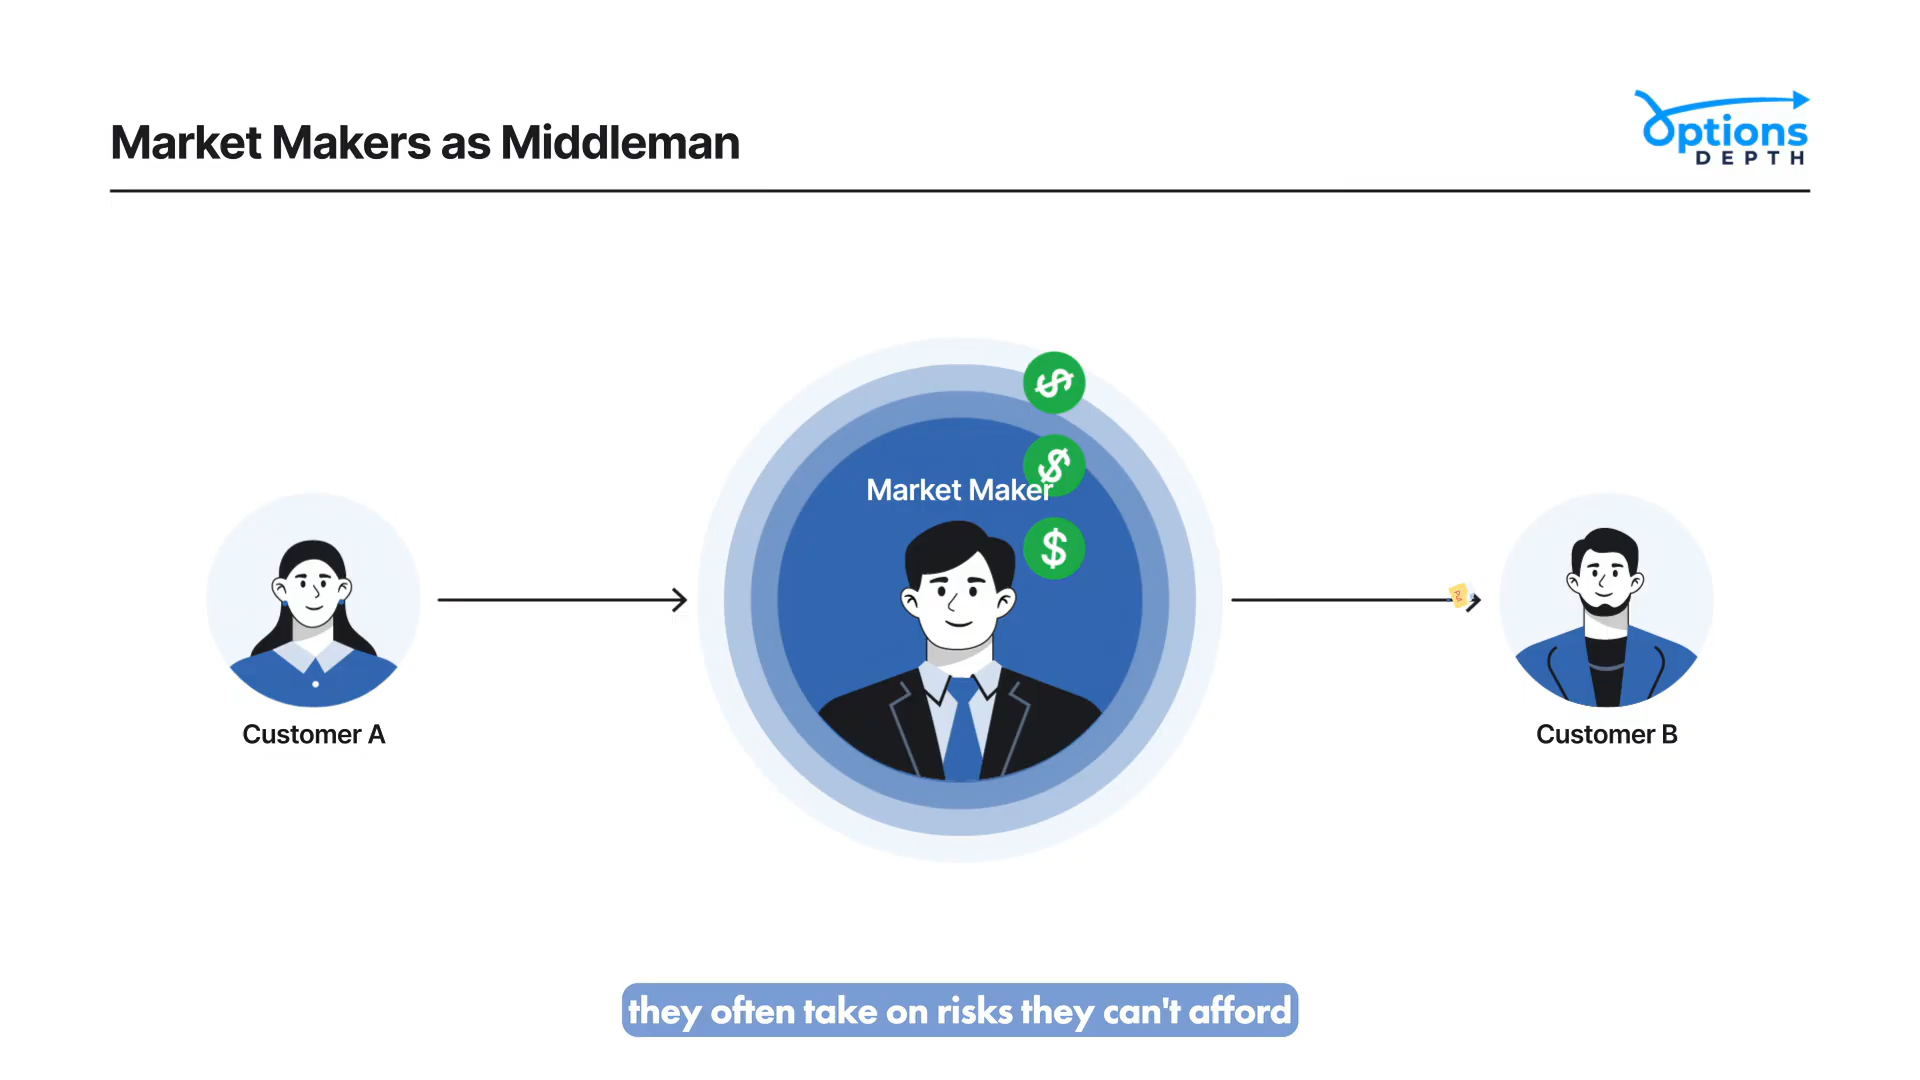 Market Makers as Middleman
Options
DEPTH
$
$
Market Maker
$
Customer A
Customer B
they often take on risks they can't afford